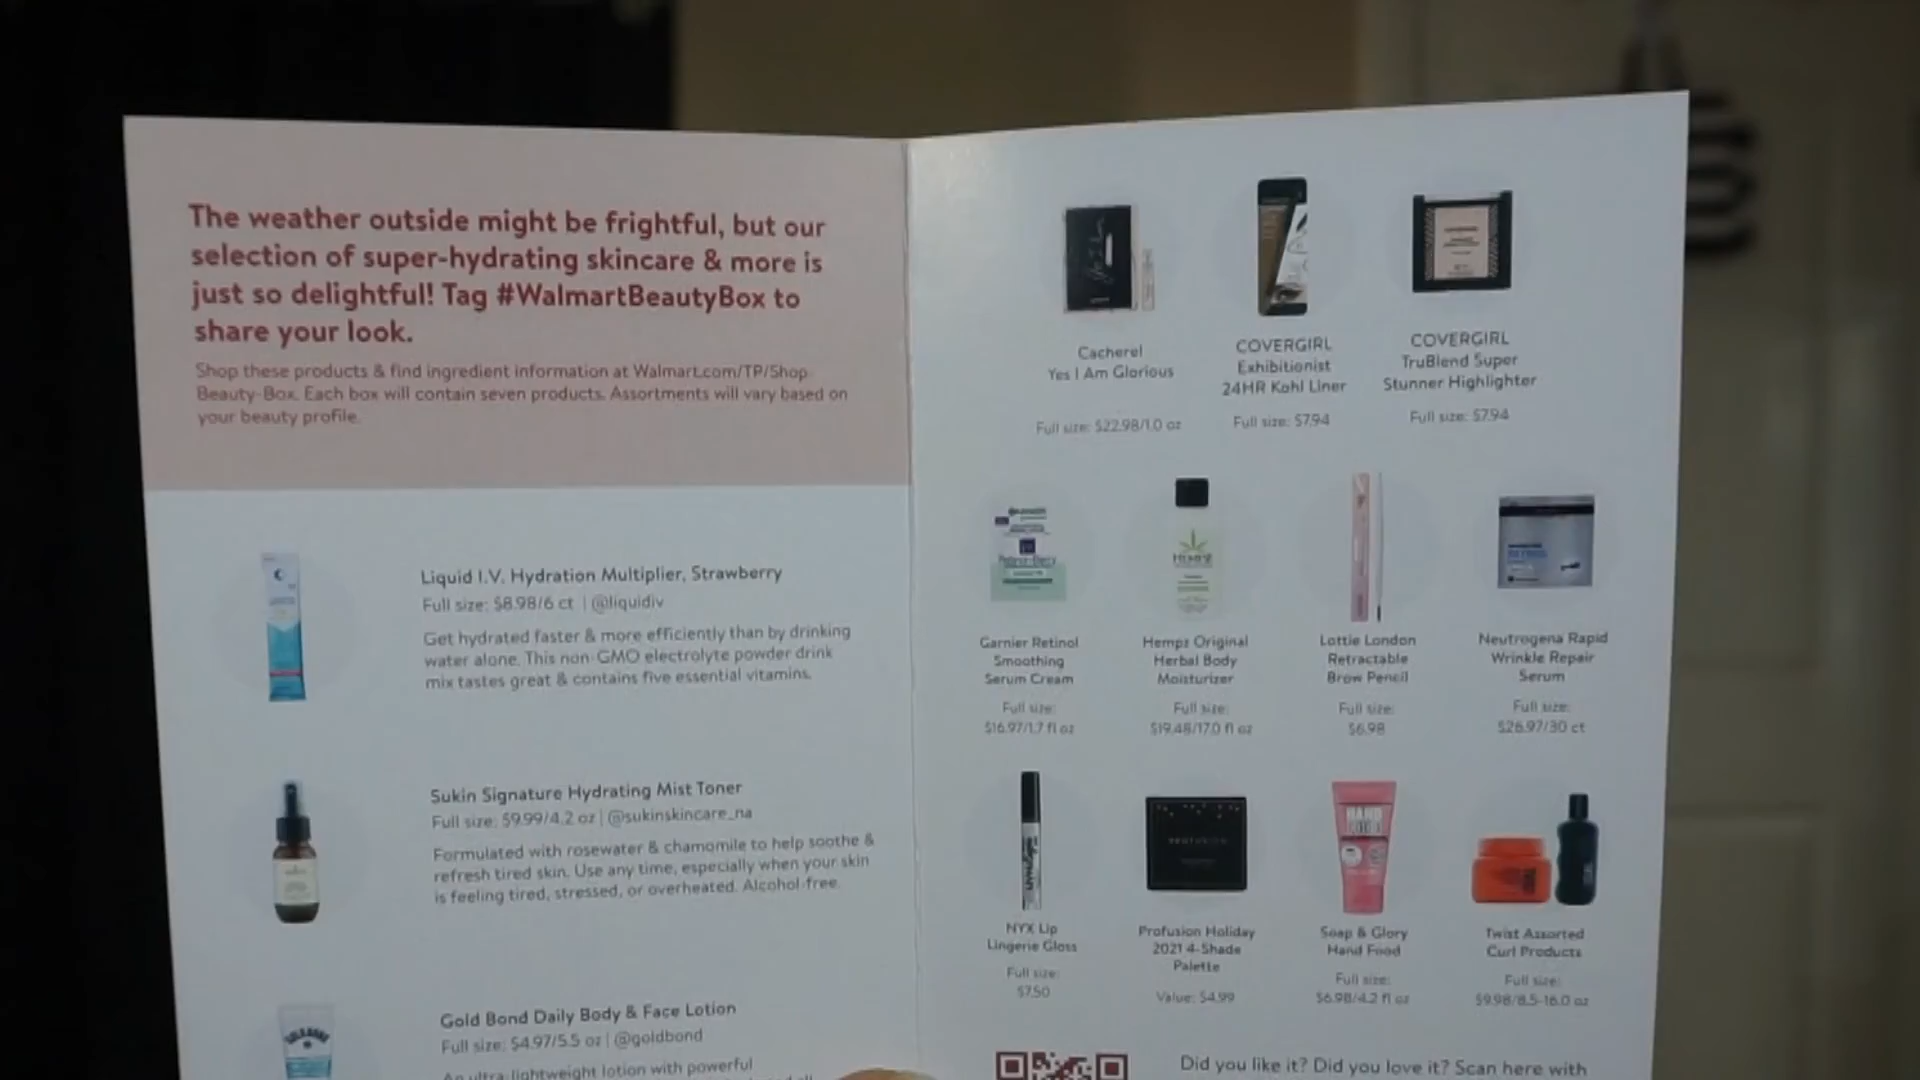 The weather outside might be frightful, but our
selection of super-hydrating skincare & more is
just so delightful! Tag #WalmartBeautyBox to
share your look.
Shop these products & find ingredient information at Walmart.com/TP/Shop-
Beauty-Box. Each box will contain seven products. Assortments will vary based on
your beauty profile.
Liquid I.V. Hydration Multiplier, Strawberry
Full size: $8.98/6 ct | @liquidiv
Get hydrated faster & more efficiently than by drinking
water alone. This non-GMO electrolyte powder drink
mix tastes great & contains five essential vitamins.
Sukin Signature Hydrating Mist Toner
Full size: $9.99/4.2 oz | @sukinskincare_na
Formulated with rosewater & chamomile to help soothe &
refresh tired skin. Use any time, especially when your skin
is feeling tired, stressed, or overheated. Alcohol-free.
GOLD BOND
Gold Bond Daily Body & Face Lotion
Full size: $4.97/5.5 oz | @goldbond
An ultra-lightweight lotion with powerful
Cacherel
Yes I Am Glorious
Full size: $22.98/1.0 oz
COVERGIRL
Exhibitionist
24HR Kohl Liner
Full size: $7.94
COVERGIRL
TruBlend Super
Stunner Highlighter
Full size: $7.94
Garnier Retinol
Smoothing
Serum Cream
Full size:
$16.97/1.7 fl oz
HEMPZ
Hempz Original
Herbal Body
Moisturizer
Full size:
$19.48/17.0 fl oz
Lottie London
Retractable
Brow Pencil
Full size:
$6.98
Neutrogena Rapid
Wrinkle Repair
Serum
Full size:
$26.97/30 ct
NYX Lip
Lingerie Gloss
Full size:
$7.50
PROFUSION
Profusion Holiday
2021 4-Shade
Palette
Value: $4.99
HAND
FOOD
Soap & Glory
Hand Food
Full size:
$6.98/4.2 fl oz
Twist Assorted
Curl Products
Full size:
$9.98/8.5-16.0 oz
Did you like it? Did you love it? Scan here with